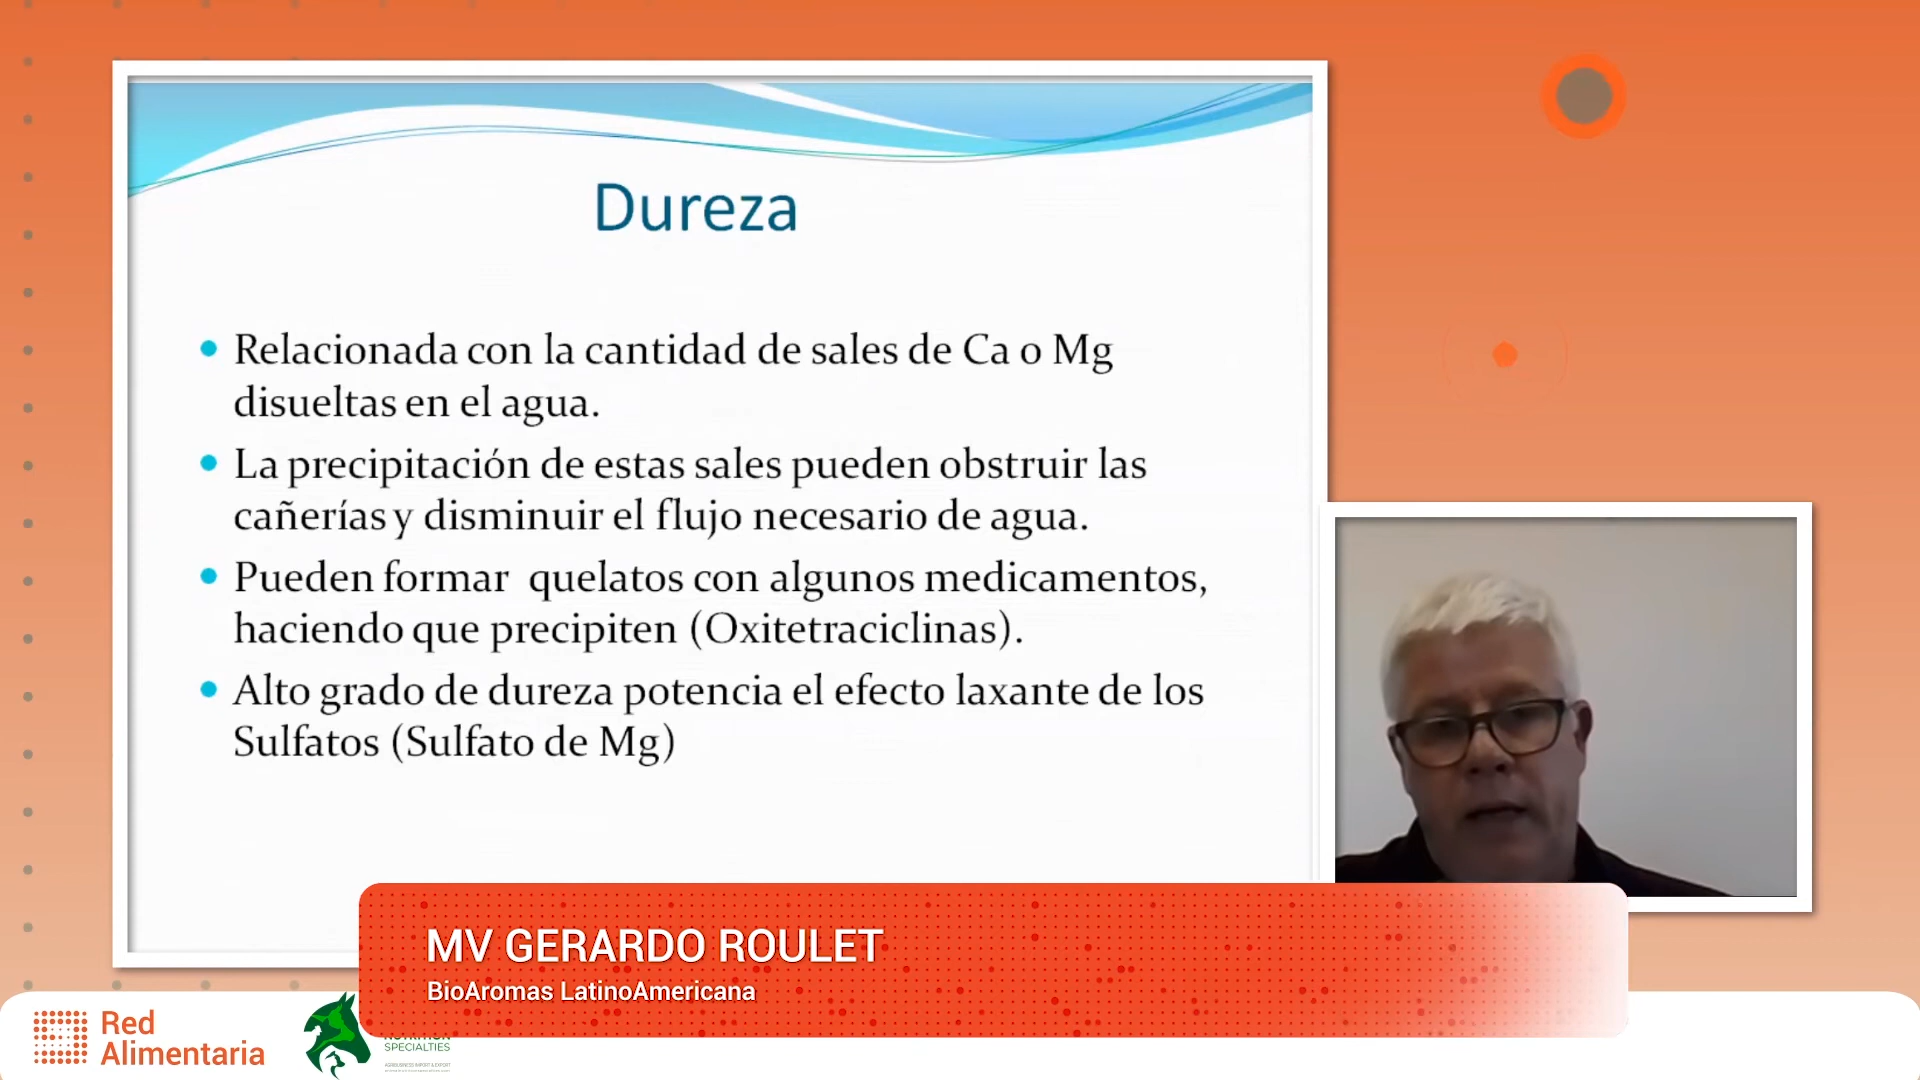 Dureza
Relacionada con la cantidad de sales de Ca o Mg
disueltas en el agua.
La precipitación de estas sales pueden obstruir las
cañerías y disminuir el flujo necesario de agua.
Pueden formar quelatos con algunos medicamentos,
haciendo que precipiten (Oxitetraciclinas).
Alto grado de dureza potencia el efecto laxante de los
Sulfatos (Sulfato de Mg)
MV GERARDO ROULET
BioAromas LatinoAmericana
Red
Alimentaria
SPECIALTIES
AGRIBUSINESS IMPORT & EXPORT